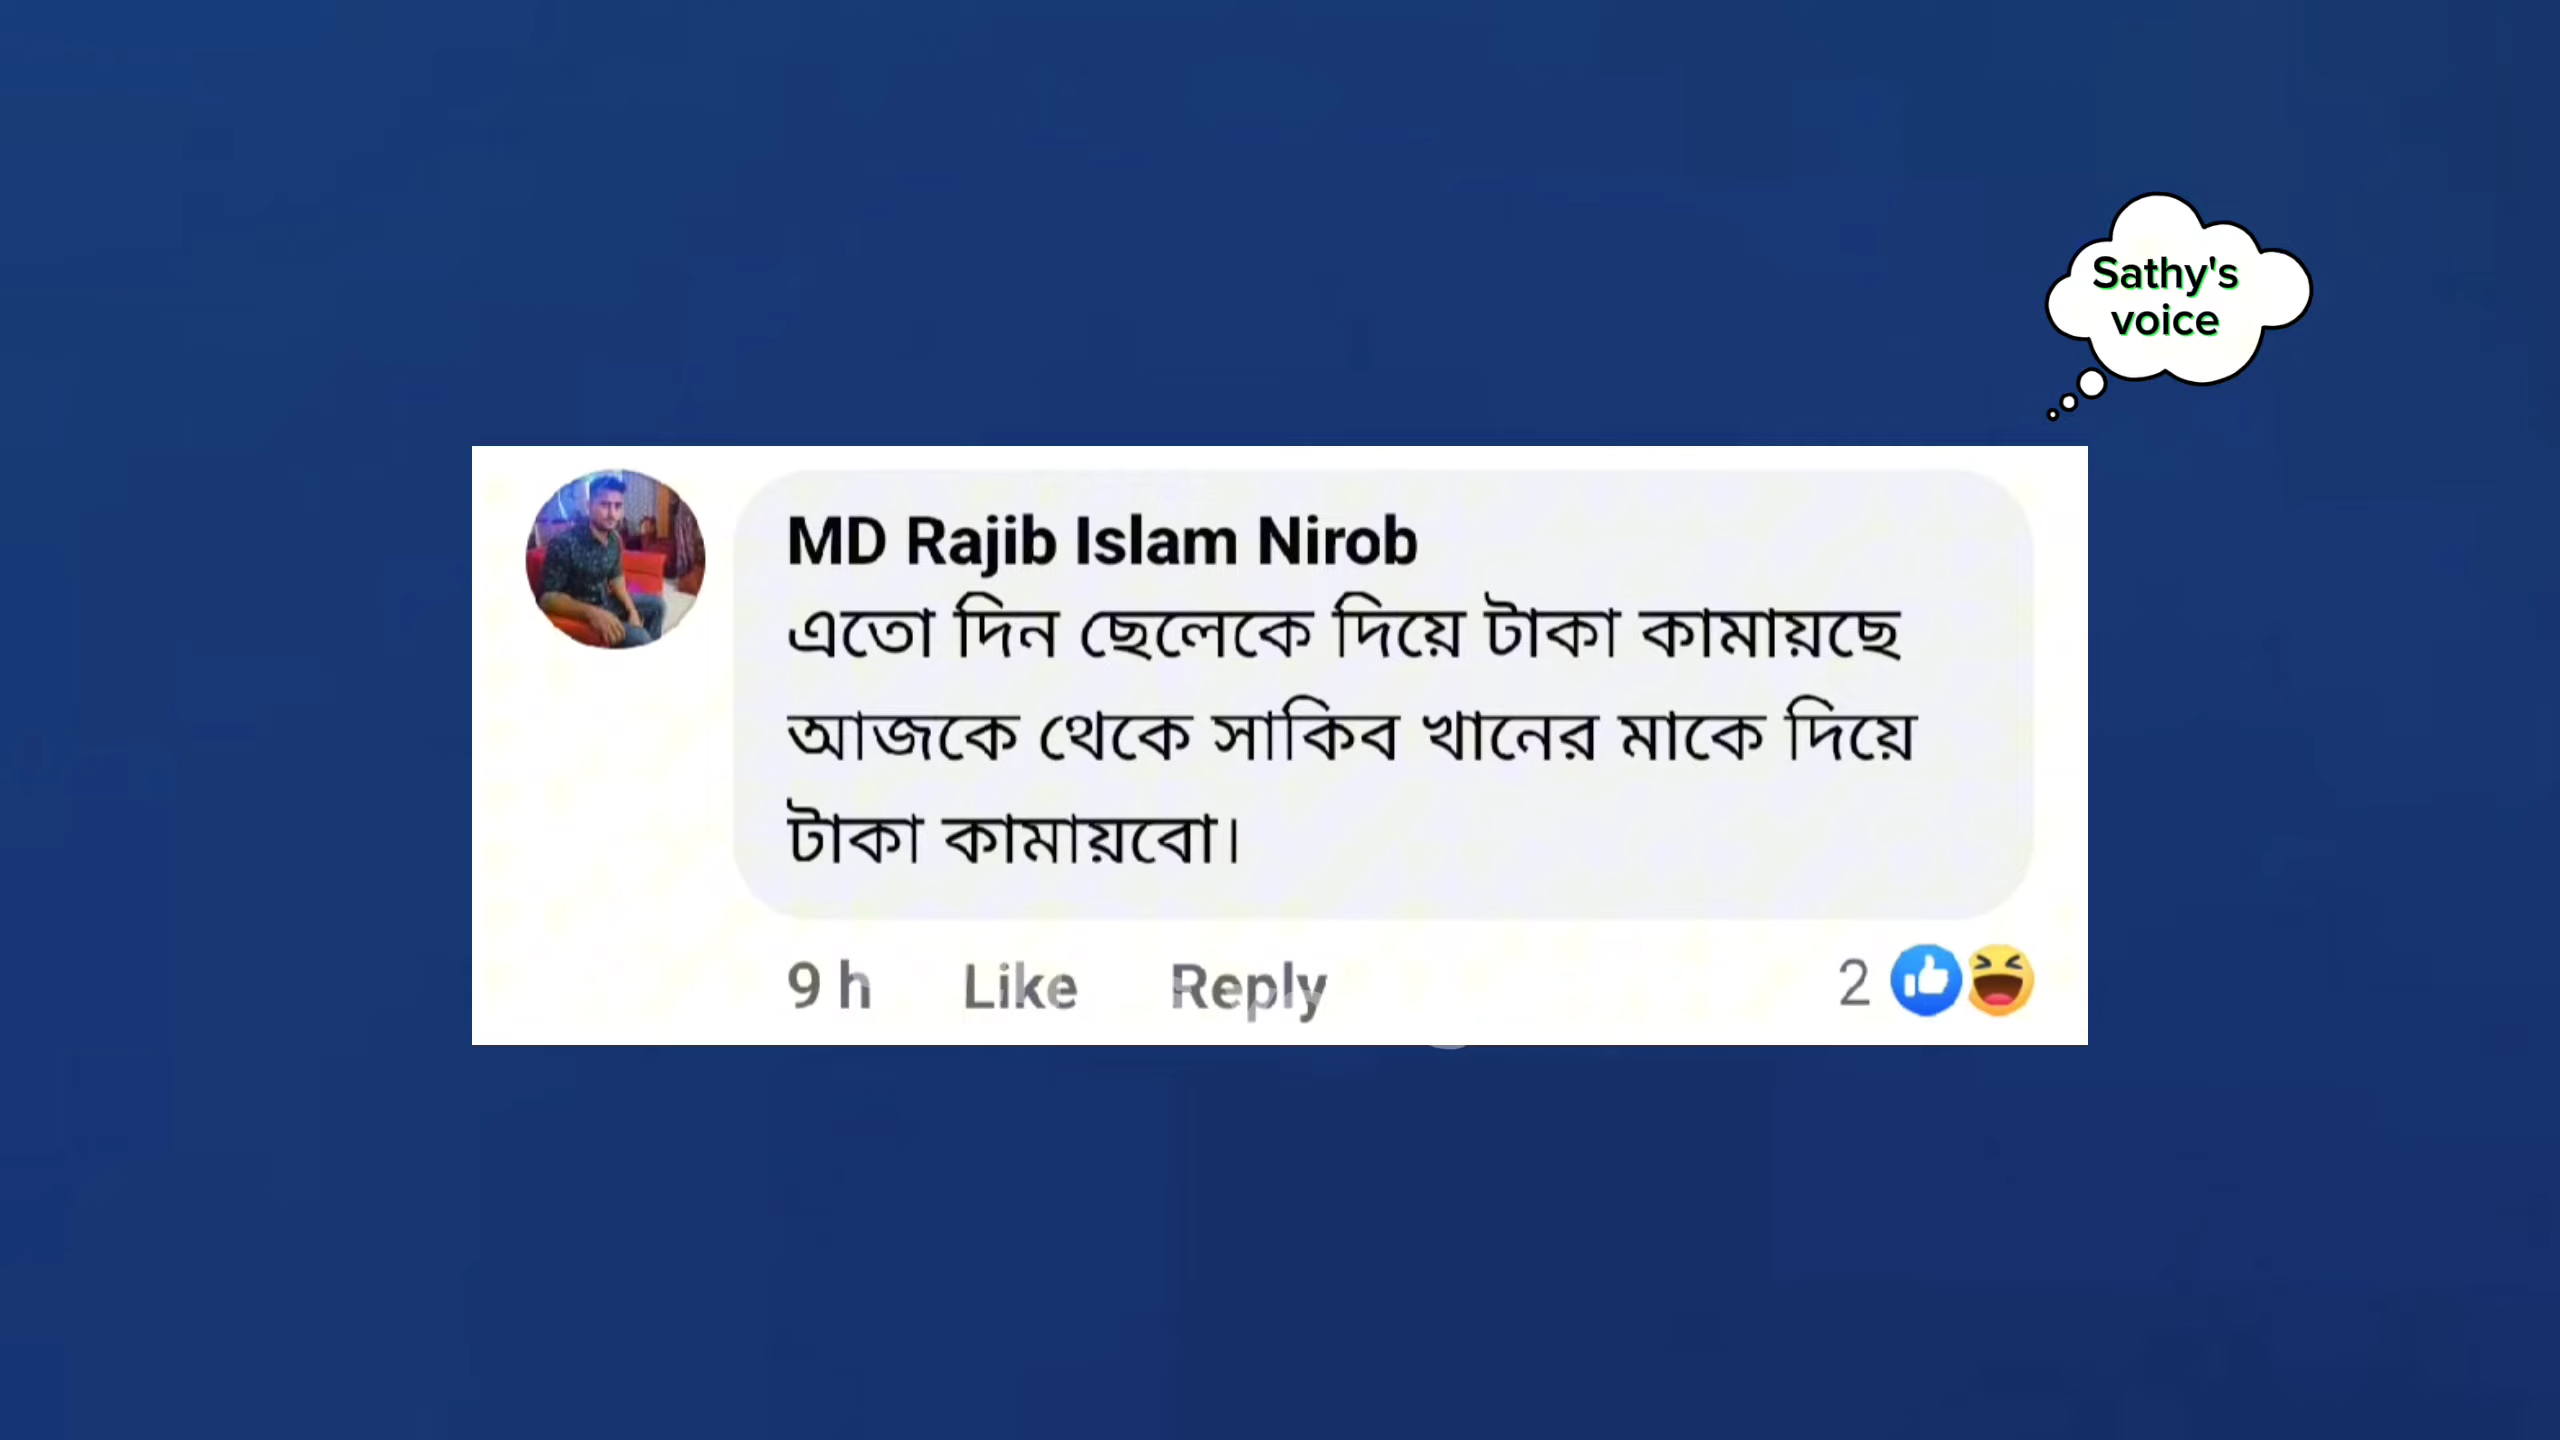 Sathy's
voice
MD Rajib Islam Nirob
এতো দিন ছেলেকে দিয়ে টাকা কামায়ছে
আজকে থেকে সাকিব খানের মাকে দিয়ে
টাকা কামায়বো।
9 h Like Reply 2